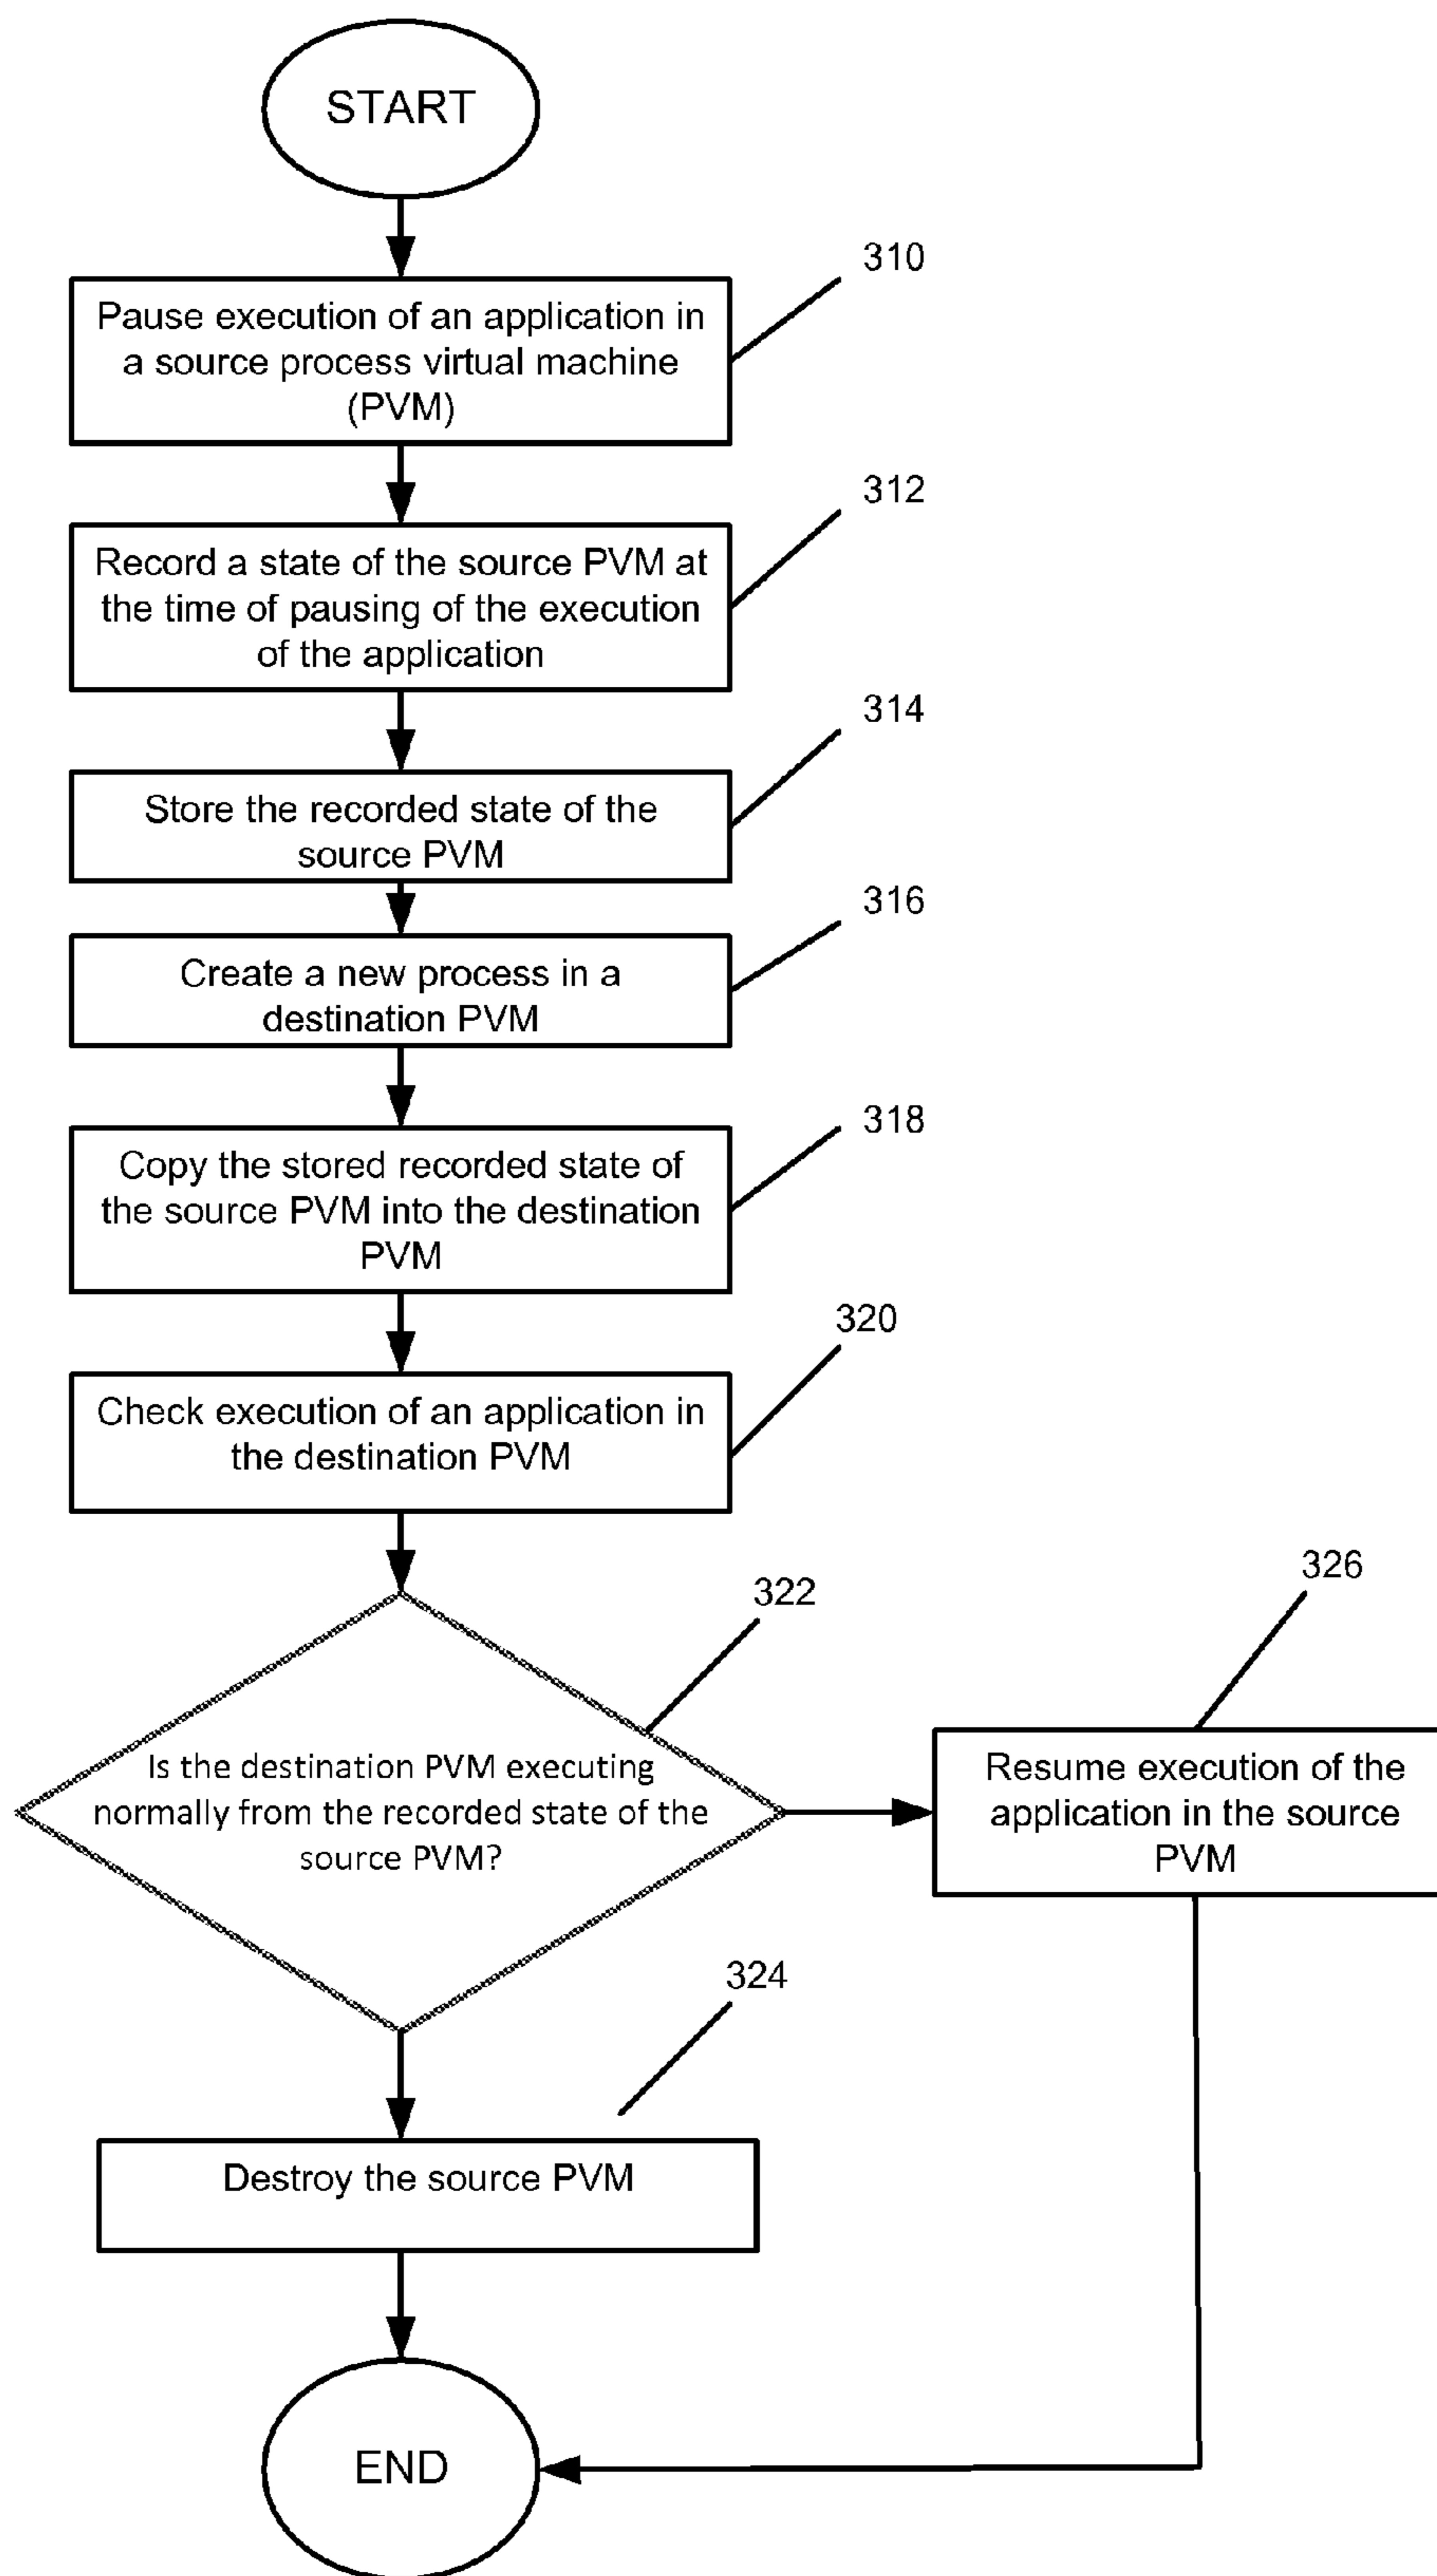 START
310
Pause execution of an application in
a source process virtual machine
(PVM)
312
Record a state of the source PVM at
the time of pausing of the execution
of the application
314
Store the recorded state of the
source PVM
316
Create a new process in a
destination PVM
318
Copy the stored recorded state of
the source PVM into the destination
PVM
320
Check execution of an application in
the destination PVM
322
Is the destination PVM executing
normally from the recorded state of the
source PVM?
326
Resume execution of the
application in the source
PVM
324
Destroy the source PVM
END